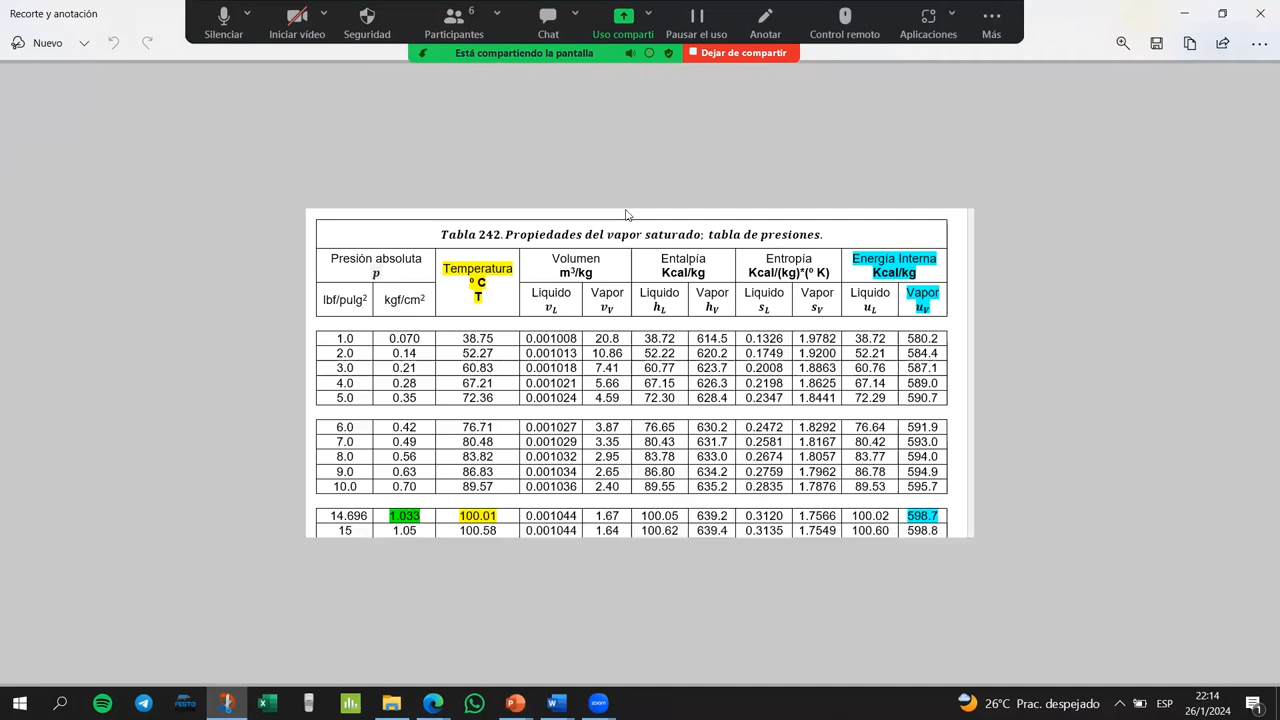 Recorte y anotación
Nuevo
Silenciar
Iniciar vídeo
Seguridad
6
Participantes
Chat
Uso comparti
Pausar el uso
Anotar
Control remoto
Aplicaciones
Más
Está compartiendo la pantalla
Dejar de compartir
Tabla 242. Propiedades del vapor saturado; tabla de presiones.
Presión absoluta p | Temperatura º C T | Volumen m³/kg | Entalpía Kcal/kg | Entropía Kcal/(kg)*(º K) | Energía Interna Kcal/kg
lbf/pulg² | kgf/cm² | Liquido vL | Vapor vV | Liquido hL | Vapor hV | Liquido sL | Vapor sV | Liquido uL | Vapor uV
1.0 0.070 38.75 0.001008 20.8 38.72 614.5 0.1326 1.9782 38.72 580.2
2.0 0.14 52.27 0.001013 10.86 52.22 620.2 0.1749 1.9200 52.21 584.4
3.0 0.21 60.83 0.001018 7.41 60.77 623.7 0.2008 1.8863 60.76 587.1
4.0 0.28 67.21 0.001021 5.66 67.15 626.3 0.2198 1.8625 67.14 589.0
5.0 0.35 72.36 0.001024 4.59 72.30 628.4 0.2347 1.8441 72.29 590.7
6.0 0.42 76.71 0.001027 3.87 76.65 630.2 0.2472 1.8292 76.64 591.9
7.0 0.49 80.48 0.001029 3.35 80.43 631.7 0.2581 1.8167 80.42 593.0
8.0 0.56 83.82 0.001032 2.95 83.78 633.0 0.2674 1.8057 83.77 594.0
9.0 0.63 86.83 0.001034 2.65 86.80 634.2 0.2759 1.7962 86.78 594.9
10.0 0.70 89.57 0.001036 2.40 89.55 635.2 0.2835 1.7876 89.53 595.7
14.696 1.033 100.01 0.001044 1.67 100.05 639.2 0.3120 1.7566 100.02 598.7
15 1.05 100.58 0.001044 1.64 100.62 639.4 0.3135 1.7549 100.60 598.8
FESTO
zoom
26°C Prac. despejado
ESP
22:14
26/1/2024
1